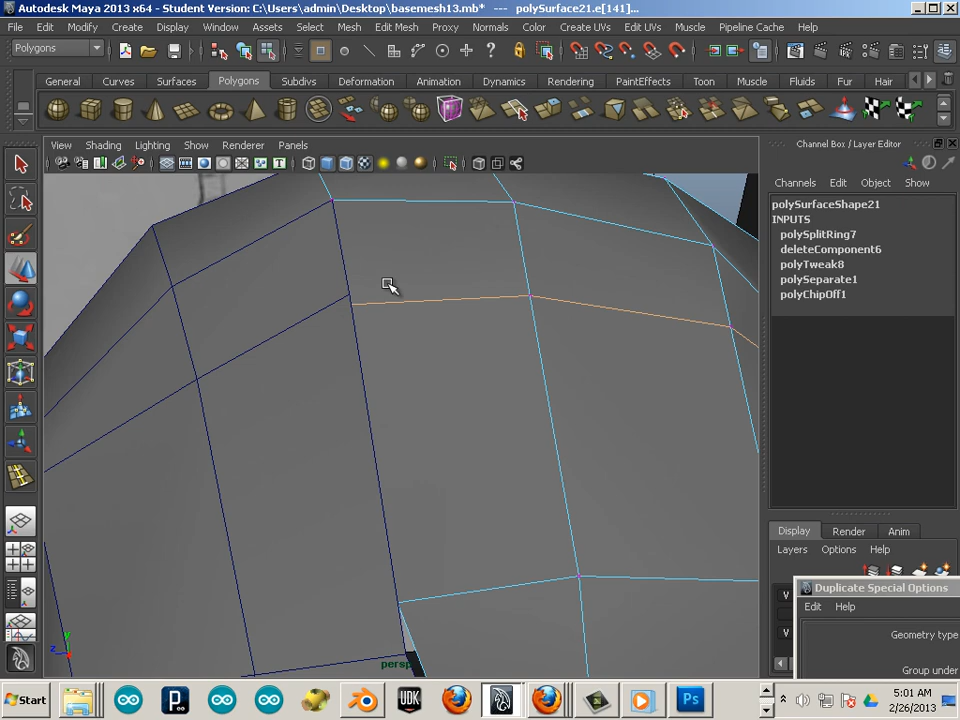 Autodesk Maya 2013 x64 - Student Version: C:\Users\admin\Desktop\basemesh13.mb* --- polySurface21.e[141]...
File Edit Modify Create Display Window Assets Select Mesh Edit Mesh Proxy Normals Color Create UVs Edit UVs Muscle Pipeline Cache Help
Polygons
General Curves Surfaces Polygons Subdivs Deformation Animation Dynamics Rendering PaintEffects Toon Muscle Fluids Fur Hair
View Shading Lighting Show Renderer Panels
Channel Box / Layer Editor
Channels Edit Object Show
polySurfaceShape21
INPUTS
polySplitRing7
deleteComponent6
polyTweak8
polySeparate1
polyChipOff1
Display Render Anim
Layers Options Help
V
V
Duplicate Special Options
Edit Help
Geometry type
Group under
y
z
x
persp
Start
UDK
Ps
5:01 AM
2/26/2013